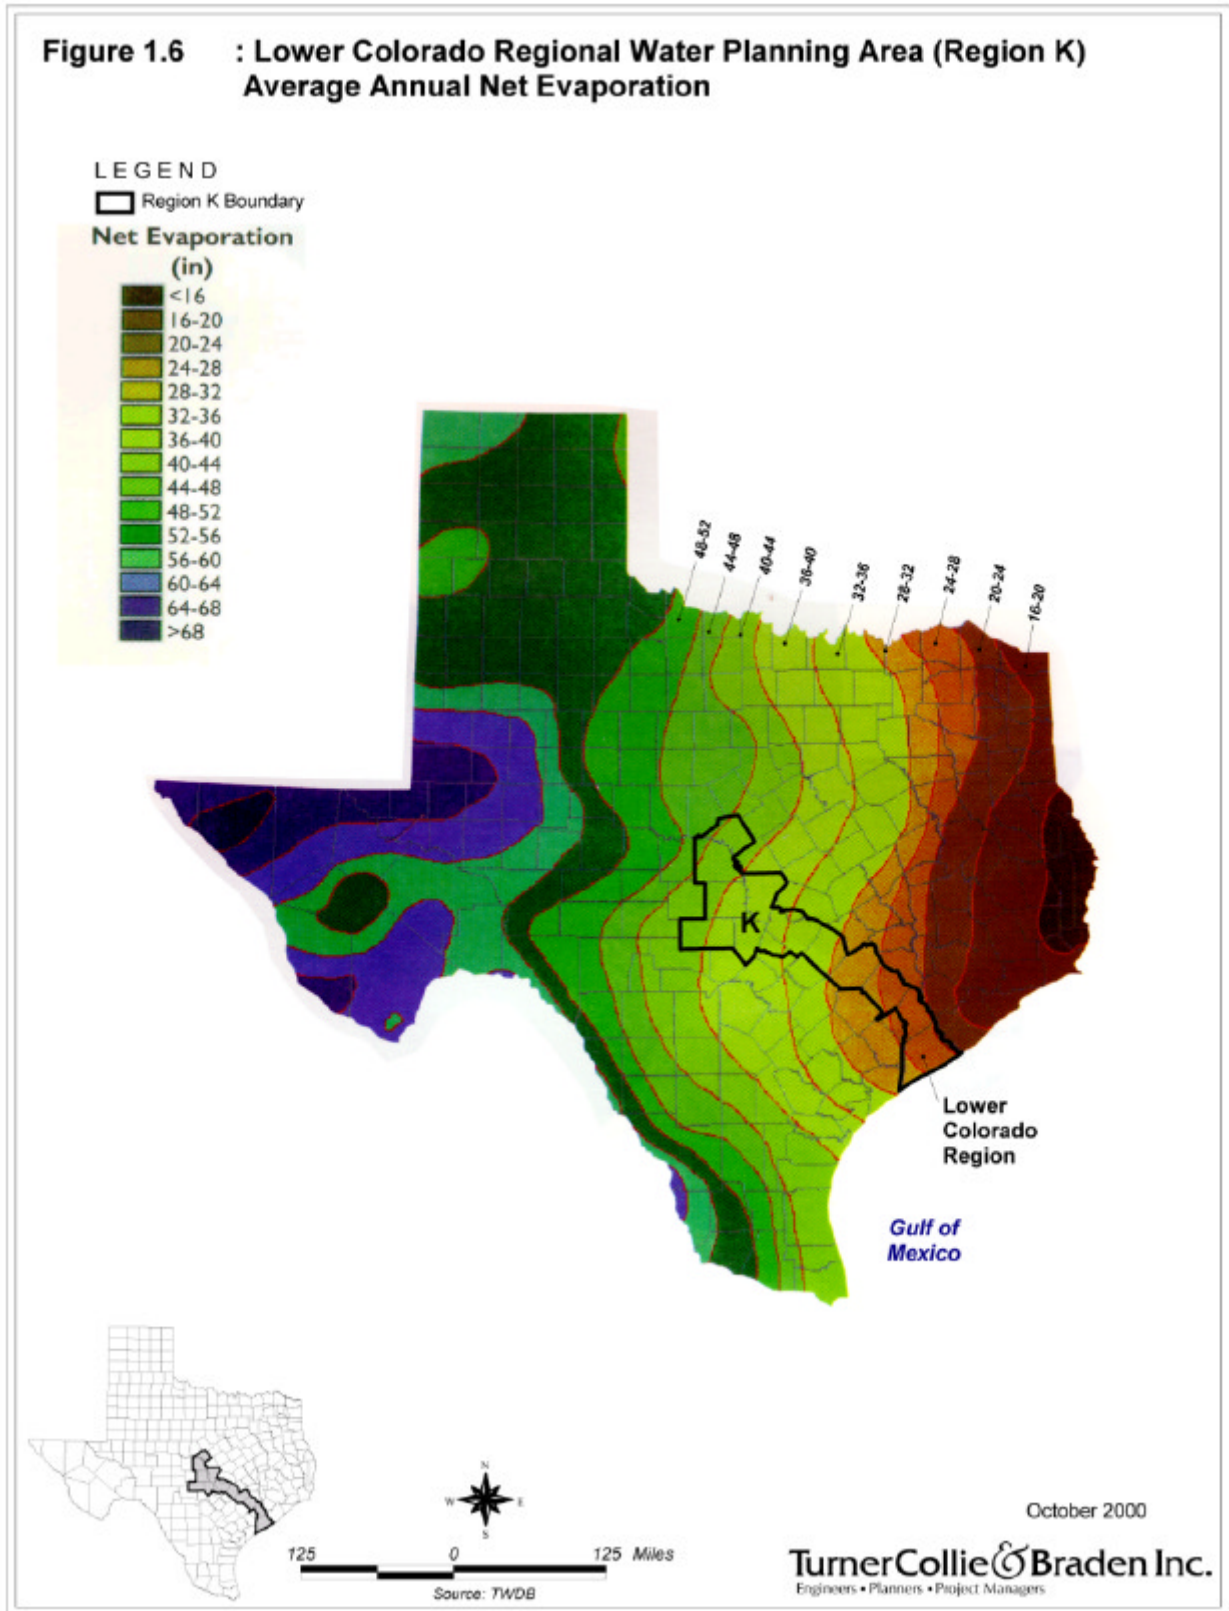 Figure 1.6 : Lower Colorado Regional Water Planning Area (Region K)
Average Annual Net Evaporation
LEGEND
Region K Boundary
Net Evaporation
(in)
<16
16-20
20-24
24-28
28-32
32-36
36-40
40-44
44-48
48-52
52-56
56-60
60-64
64-68
>68
48-52
44-48
40-44
36-40
32-36
28-32
24-28
20-24
16-20
K
Lower
Colorado
Region
Gulf of
Mexico
N
W E
S
October 2000
125 0 125 Miles
Source: TWDB
TurnerCollie&Braden Inc.
Engineers • Planners • Project Managers